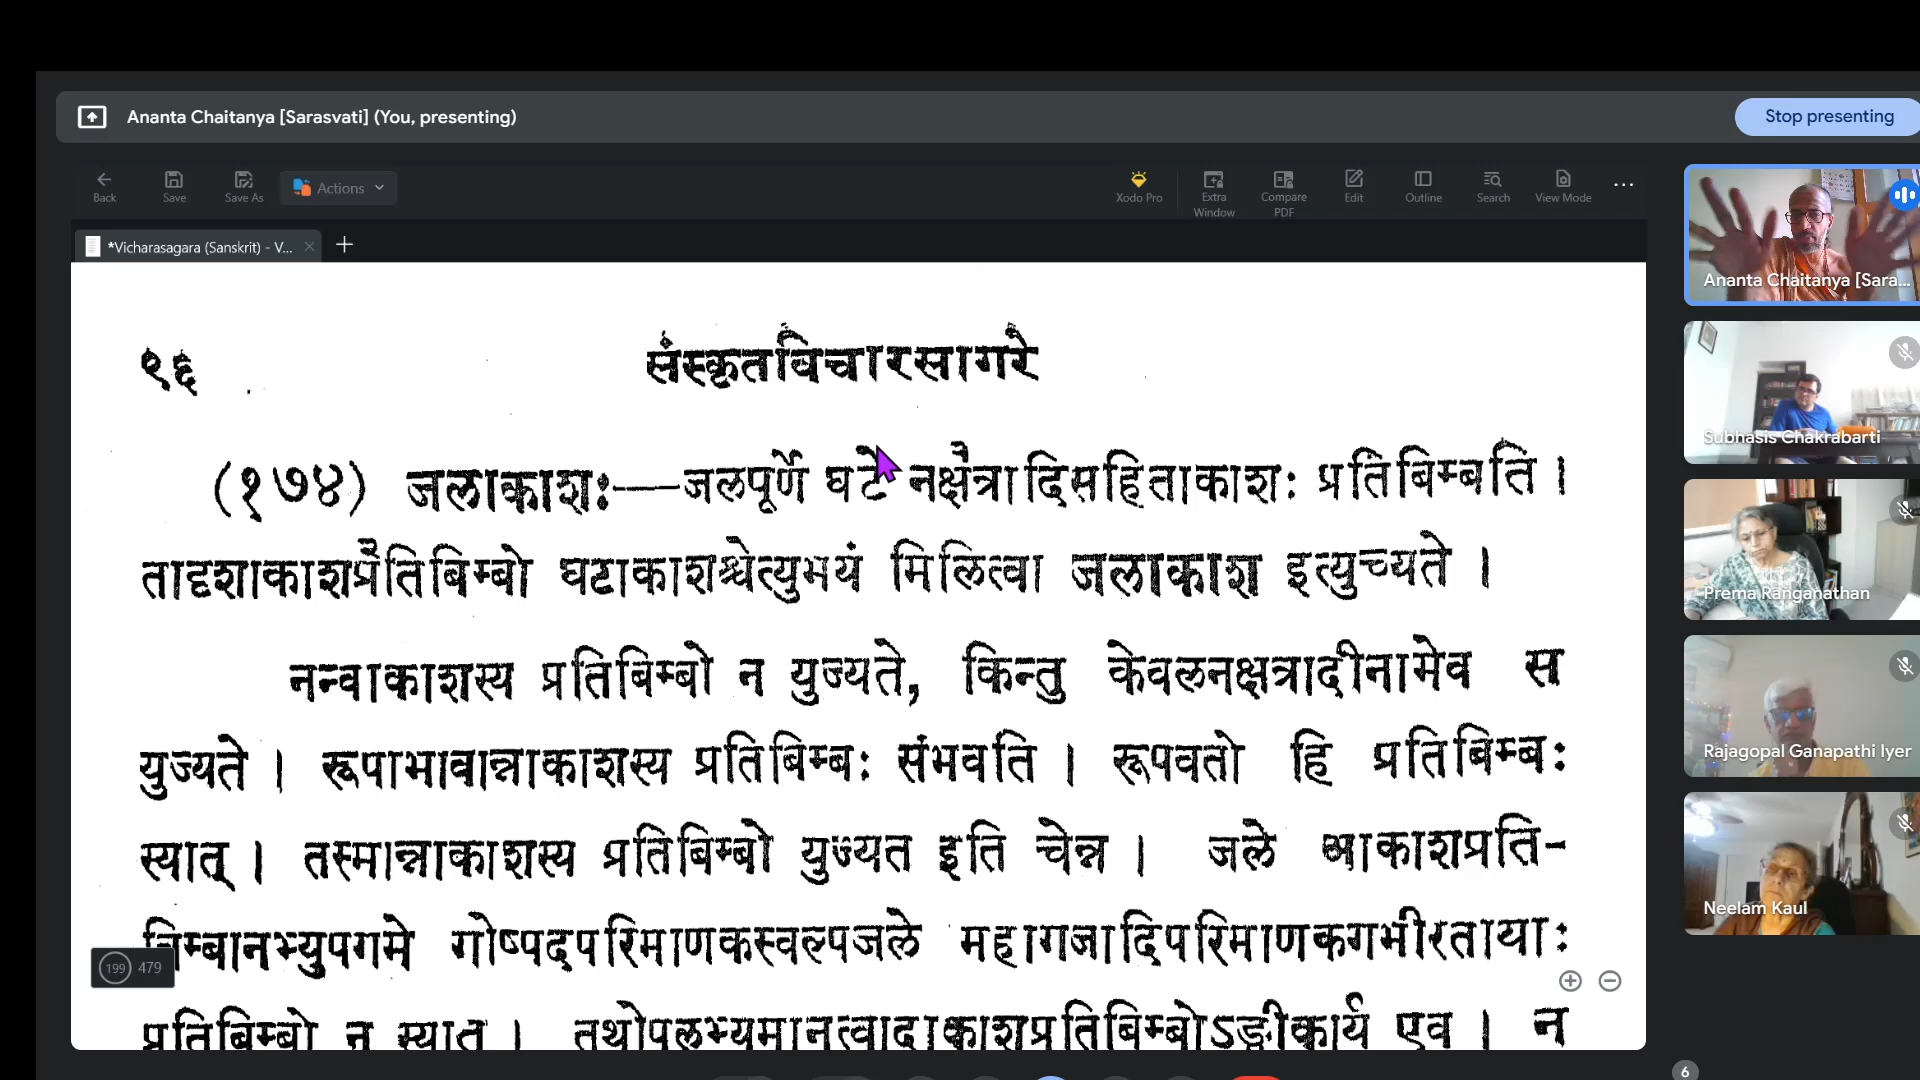 Ananta Chaitanya [Sarasvati] (You, presenting)
Stop presenting
Back
Save
Save As
Actions
Xodo Pro
Extra Window
Compare PDF
Edit
Outline
Search
View Mode
*Vicharasagara (Sanskrit) - V...
९६
संस्कृतविचारसागरे
(१७४) जलाकाशः—जलपूर्णे घटे नक्षत्रादिसहिताकाशः प्रतिबिम्बति ।
तादृशाकाशप्रतिबिम्बो घटाकाशश्चेत्युभयं मिलित्वा जलाकाश इत्युच्यते ।
नन्वाकाशस्य प्रतिबिम्बो न युज्यते, किन्तु केवलनक्षत्रादीनामेव स
युज्यते । रूपाभावान्नाकाशस्य प्रतिबिम्बः संभवति । रूपवतो हि प्रतिबिम्बः
स्यात् । तस्मान्नाकाशस्य प्रतिबिम्बो युज्यत इति चेन्न । जले आकाशप्रति-
बिम्बानभ्युपगमे गोष्पदपरिमाणकस्वल्पजले महागजादिपरिमाणकगभीरतायाः
प्रतिबिम्बो न स्यात् । तथोपलभ्यमानत्वादाकाशप्रतिबिम्बोऽङ्गीकार्य एव । न
199 479
Ananta Chaitanya [Sara...
Subhasis Chakrabarti
Prema Ranganathan
Rajagopal Ganapathi Iyer
Neelam Kaul
6